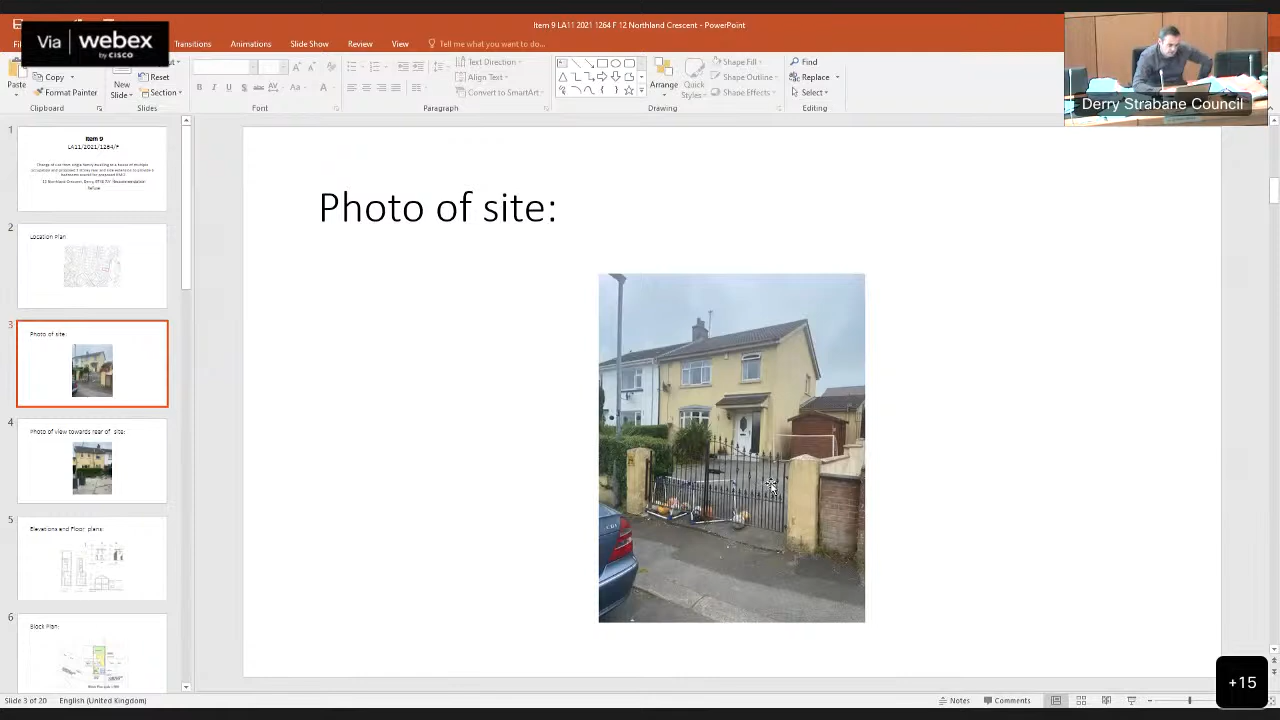 Item 9 LA11 2021 1264 F 12 Northland Crescent - PowerPoint
Via webex
by CISCO
Transitions
Animations
Slide Show
Review
View
Tell me what you want to do...
Paste
Copy
Format Painter
Clipboard
New
Slide
Reset
Section
Slides
B I U S abc
Font
Text Direction
Align Text
Convert to SmartArt
Paragraph
Arrange
Quick
Styles
Shape Fill
Shape Outline
Shape Effects
Drawing
Find
Replace
Select
Editing
Derry Strabane Council
1
Item 9
LA11/2021/1264/F
2
Location Plan
3
Photo of site:
4
Photo of view towards rear of site:
5
Elevations and Floor plans:
6
Block Plan:
Photo of site:
+15
Slide 3 of 20
English (United Kingdom)
Notes
Comments